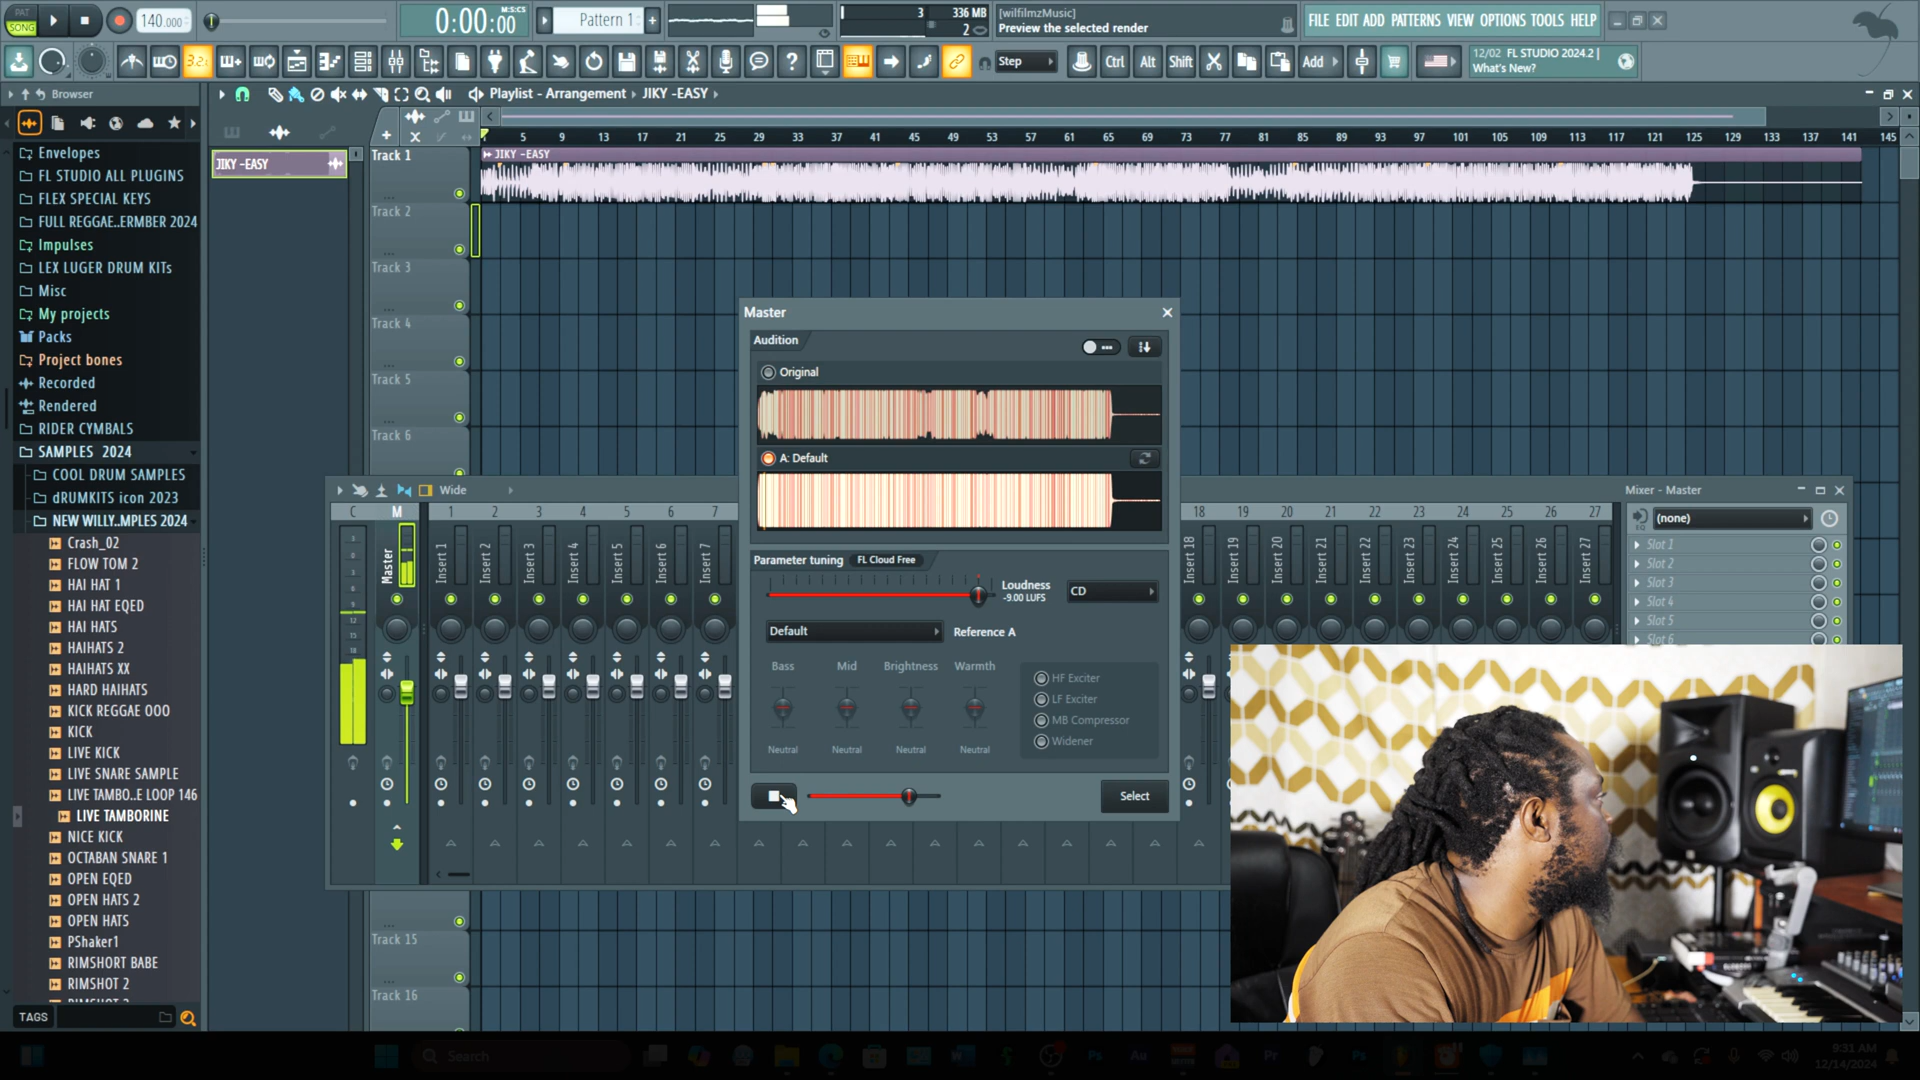 PAT
SONG
140.000
0:00:00
M:S:CS
Pattern 1
3
336 MB
2
[wilfilmzMusic]
Preview the selected render
FILE EDIT ADD PATTERNS VIEW OPTIONS TOOLS HELP
Step
Ctrl
Alt
Shift
Add
12/02 FL STUDIO 2024.2 |
What's New?
Browser
Playlist - Arrangement
JIKY -EASY
5 9 13 17 21 25 29 33 37 41 45 49 53 57 61 65 69 73 77 81 85 89 93 97 101 105 109 113 117 121 125 129 133 137 141 145
JIKY -EASY
Track 1
JIKY -EASY
Track 2
Track 3
Track 4
Track 5
Track 6
Track 15
Track 16
Envelopes
FL STUDIO ALL PLUGINS
FLEX SPECIAL KEYS
FULL REGGAE..ERMBER 2024
Impulses
LEX LUGER DRUM KITs
Misc
My projects
Packs
Project bones
Recorded
Rendered
RIDER CYMBALS
SAMPLES 2024
COOL DRUM SAMPLES
dRUMKITS icon 2023
NEW WILLY..MPLES 2024
Crash_02
FLOW TOM 2
HAI HAT 1
HAI HAT EQED
HAI HATS
HAIHATS 2
HAIHATS XX
HARD HAIHATS
KICK REGGAE OOO
KICK
LIVE KICK
LIVE SNARE SAMPLE
LIVE TAMBO..E LOOP 146
LIVE TAMBORINE
NICE KICK
OCTABAN SNARE 1
OPEN EQED
OPEN HATS 2
OPEN HATS
PShaker1
RIMSHORT BABE
RIMSHOT 2
TAGS
Master
Audition
Original
A: Default
Parameter tuning
FL Cloud Free
Loudness
-9.00 LUFS
CD
Default
Reference A
Bass
Mid
Brightness
Warmth
Neutral
Neutral
Neutral
Neutral
HF Exciter
LF Exciter
MB Compressor
Widener
Select
Wide
C M 1 2 3 4 5 6 7
Master
Insert 1
Insert 2
Insert 3
Insert 4
Insert 5
Insert 6
Insert 7
18 19 20 21 22 23 24 25 26 27
Insert 18
Insert 19
Insert 20
Insert 21
Insert 22
Insert 23
Insert 24
Insert 25
Insert 26
Insert 27
Mixer - Master
(none)
Slot 1
Slot 2
Slot 3
Slot 4
Slot 5
Slot 6
Search
9:31 AM
12/14/2024